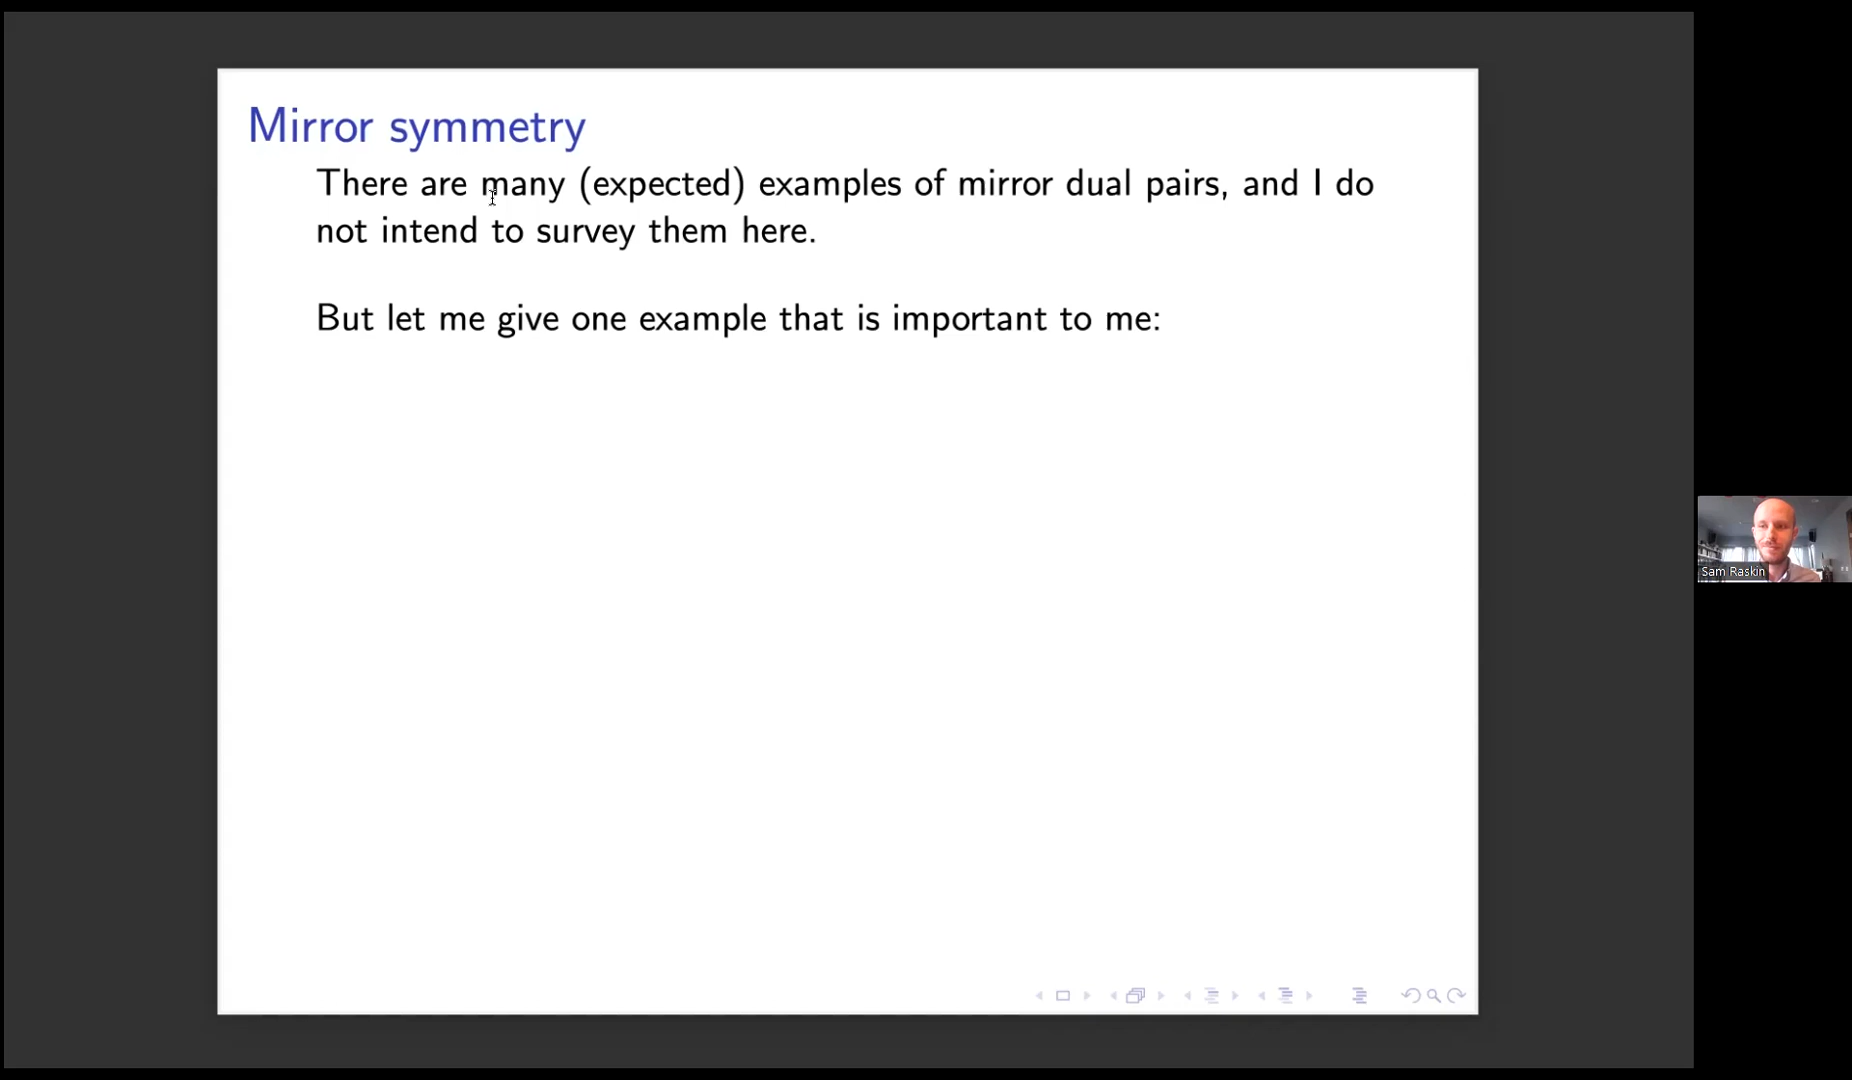 Mirror symmetry
There are many (expected) examples of mirror dual pairs, and I do
not intend to survey them here.
But let me give one example that is important to me:
Sam Raskin